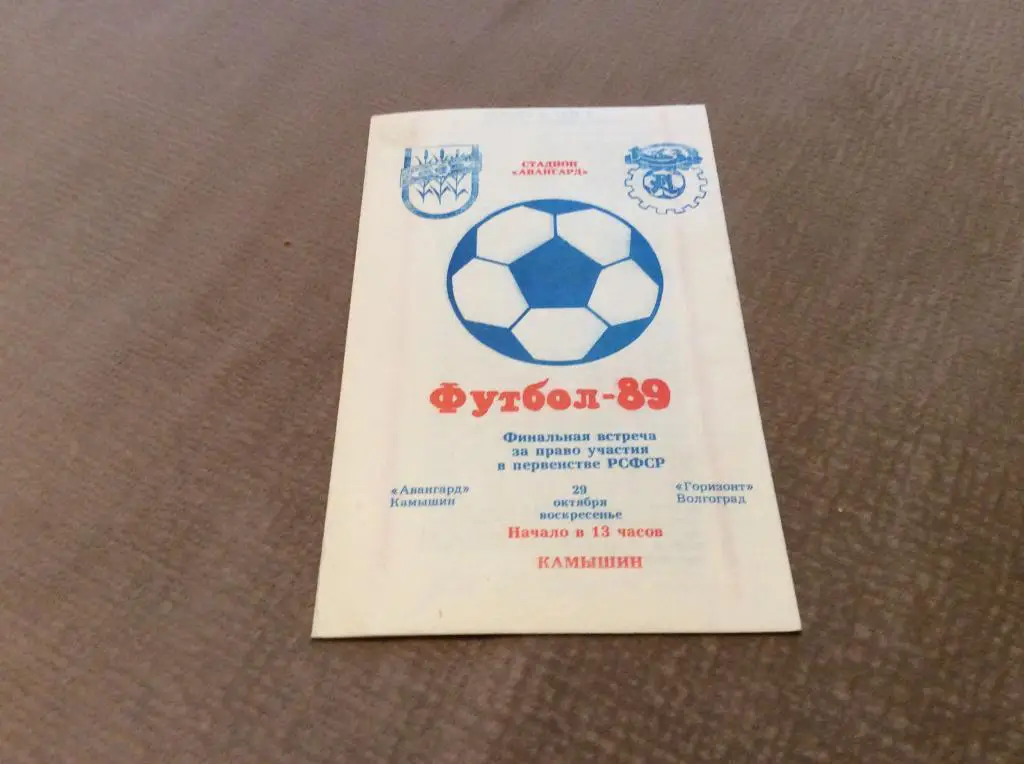 СТАДИОН
«АВАНГАРД»
А
Футбол-89
Финальная встреча
за право участия
в первенстве РСФСР
«Авангард»
Камышин
29
октября
воскресенье
«Горизонт»
Волгоград
Начало в 13 часов
КАМЫШИН